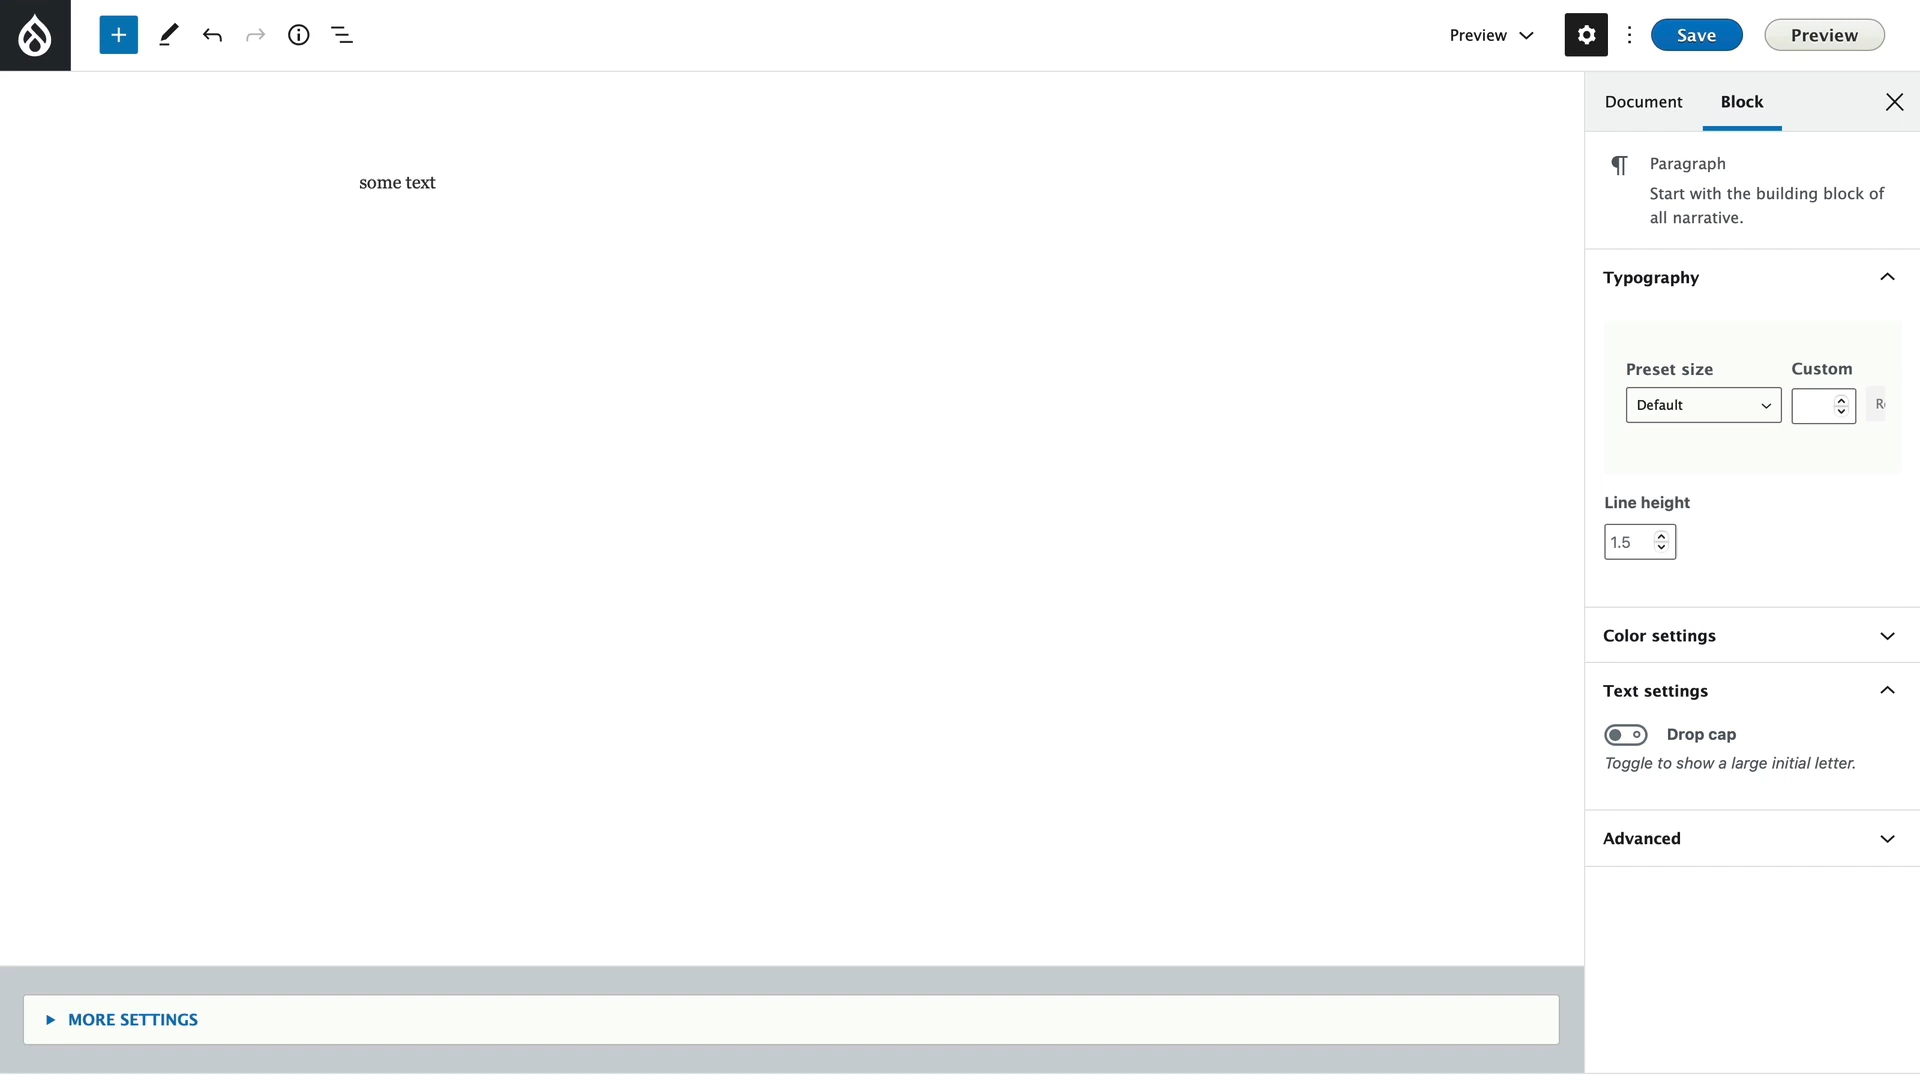 Preview
Save
Preview
Document
Block
some text
Paragraph
Start with the building block of
all narrative.
Typography
Preset size
Custom
Default
Line height
1.5
Color settings
Text settings
Drop cap
Toggle to show a large initial letter.
Advanced
MORE SETTINGS